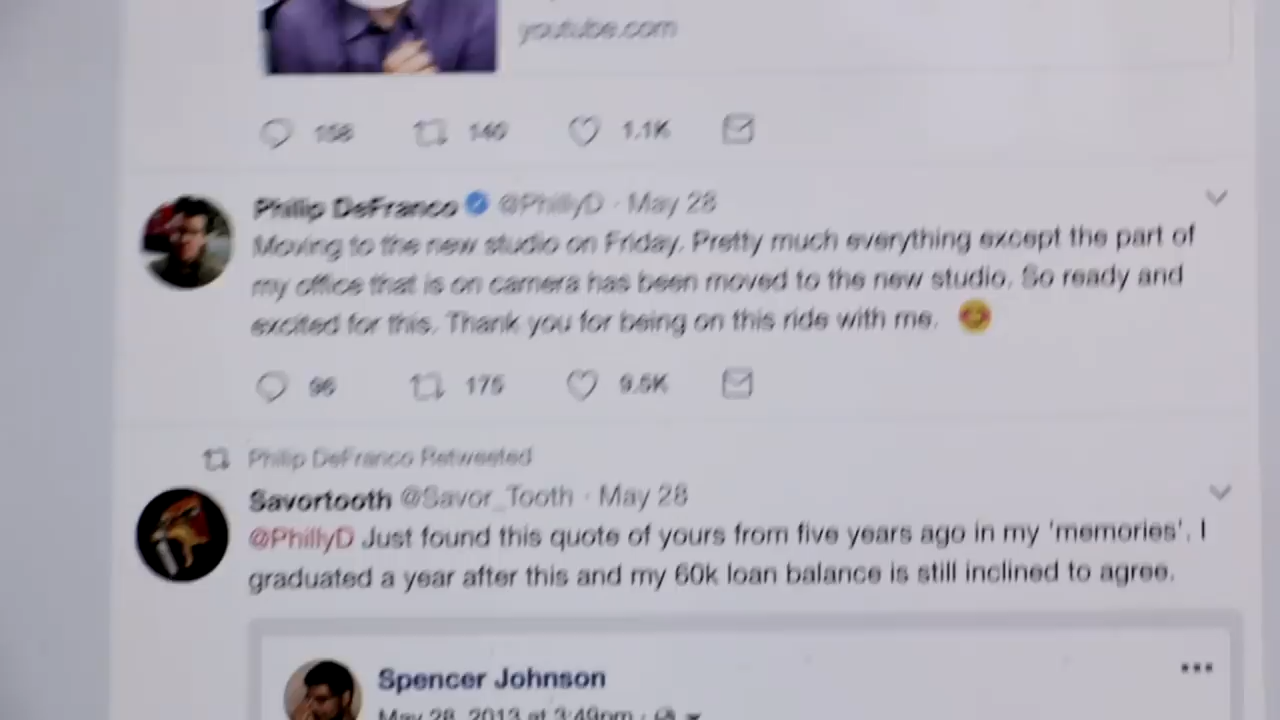 youtube.com
158 140 1.1K
Philip DeFranco @PhillyD · May 28
Moving to the new studio on Friday. Pretty much everything except the part of
my office that is on camera has been moved to the new studio. So ready and
excited for this. Thank you for being on this ride with me.
96 175 9.5K
Philip DeFranco Retweeted
Savortooth @Savor_Tooth · May 28
@PhillyD Just found this quote of yours from five years ago in my 'memories'. I
graduated a year after this and my 60k loan balance is still inclined to agree.
Spencer Johnson
May 28, 2013 at 3:49pm ·